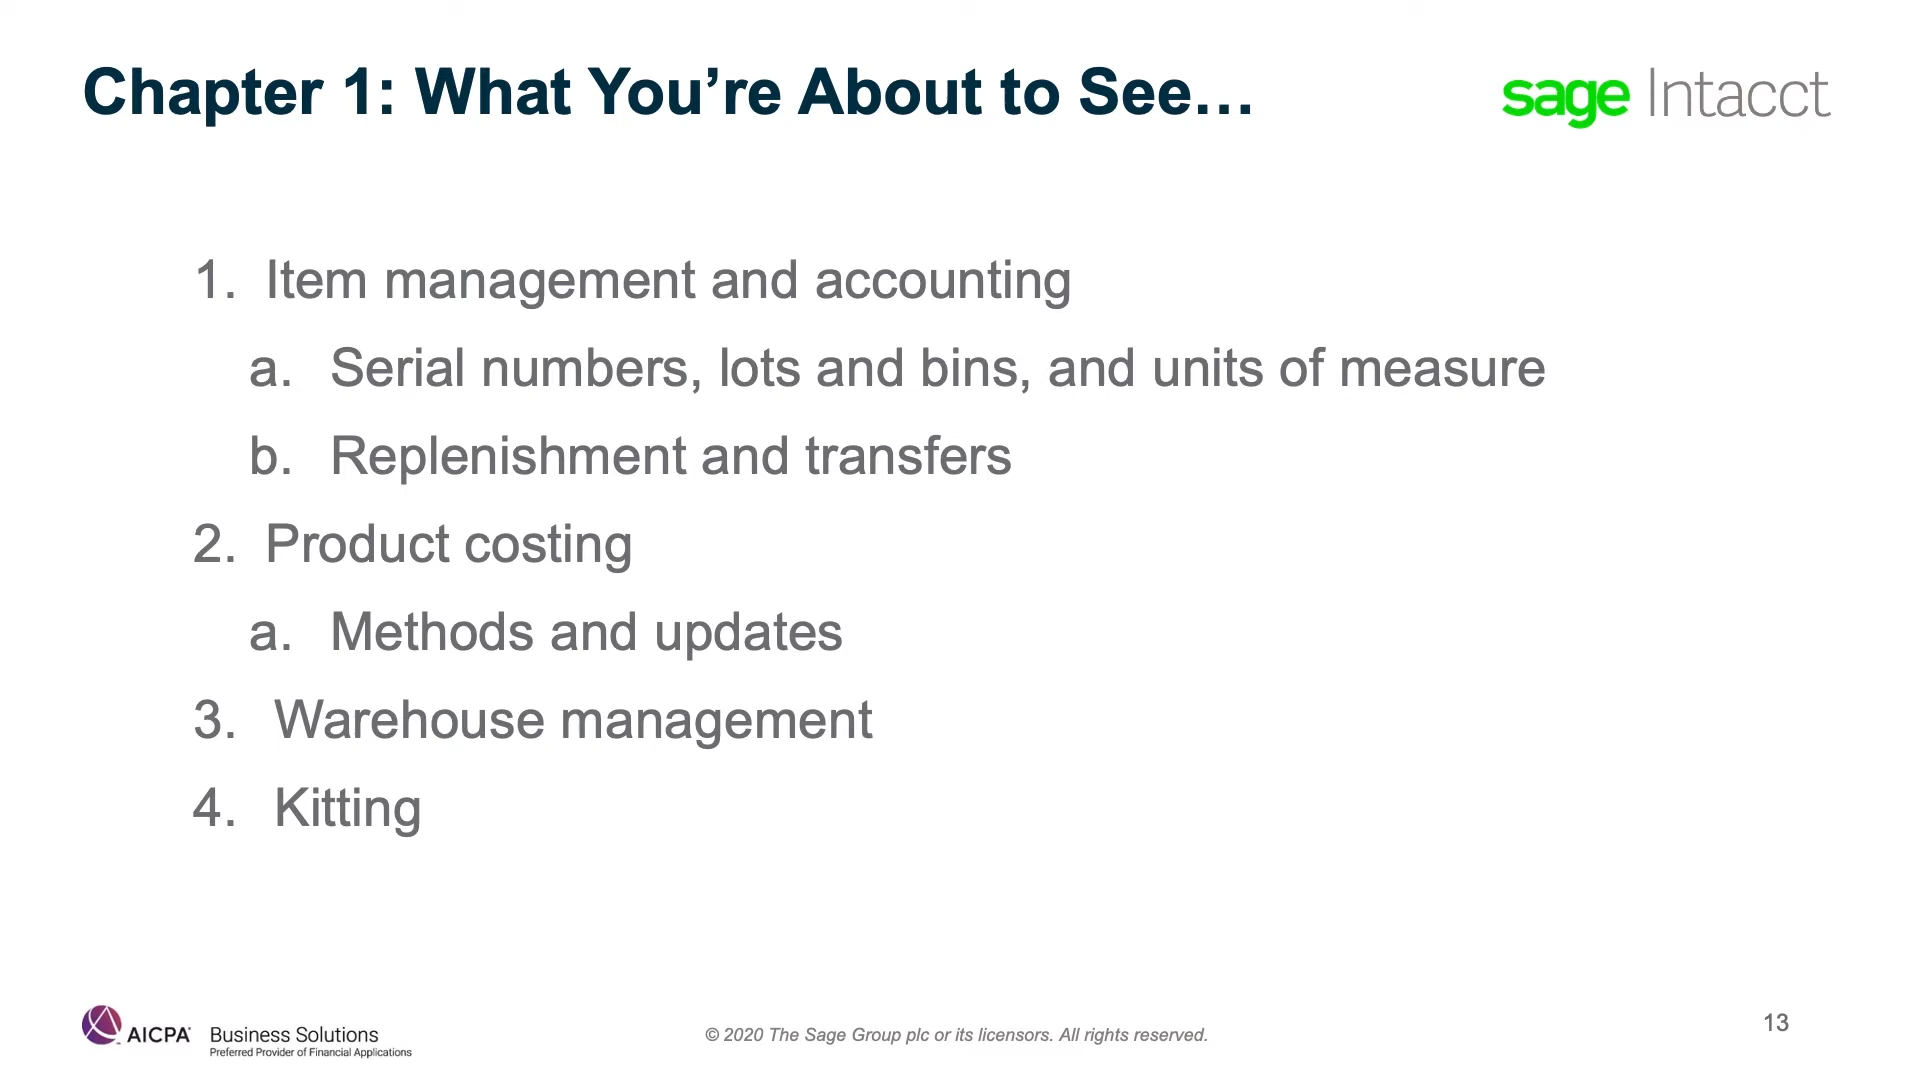 Chapter 1: What You’re About to See…
sage Intacct
1. Item management and accounting
a. Serial numbers, lots and bins, and units of measure
b. Replenishment and transfers
2. Product costing
a. Methods and updates
3. Warehouse management
4. Kitting
AICPA Business Solutions
Preferred Provider of Financial Applications
© 2020 The Sage Group plc or its licensors. All rights reserved.
13